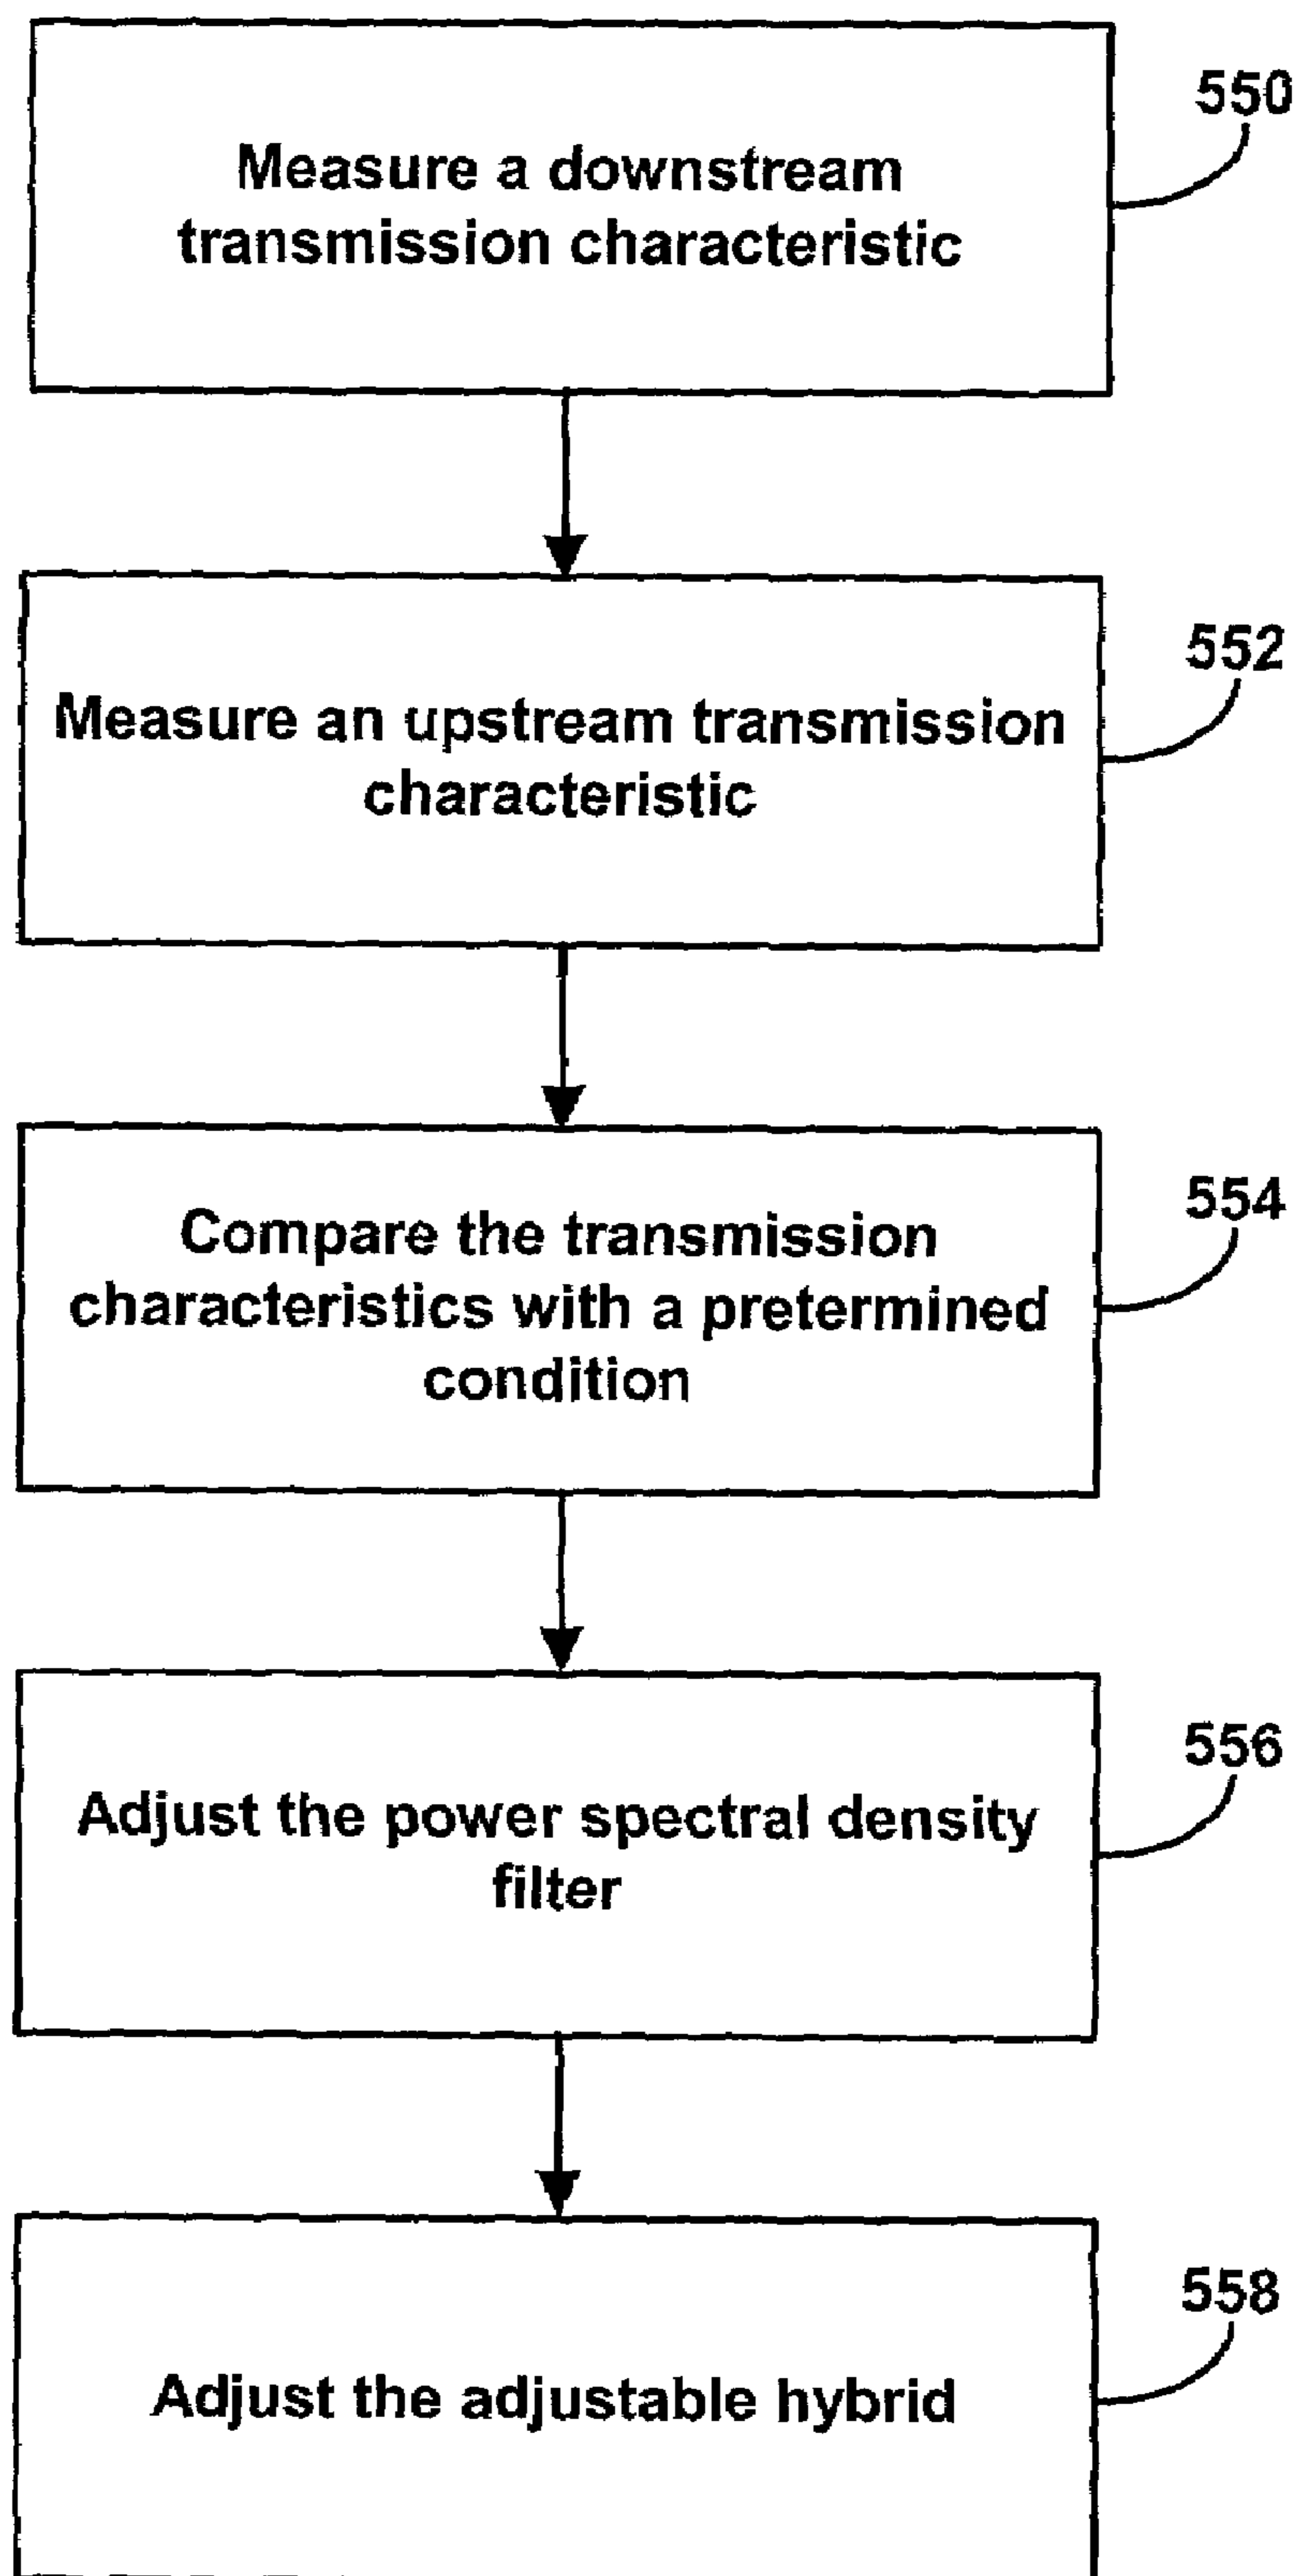 Measure a downstream
transmission characteristic
550
Measure an upstream transmission
characteristic
552
Compare the transmission
characteristics with a pretermined
condition
554
Adjust the power spectral density
filter
556
Adjust the adjustable hybrid
558